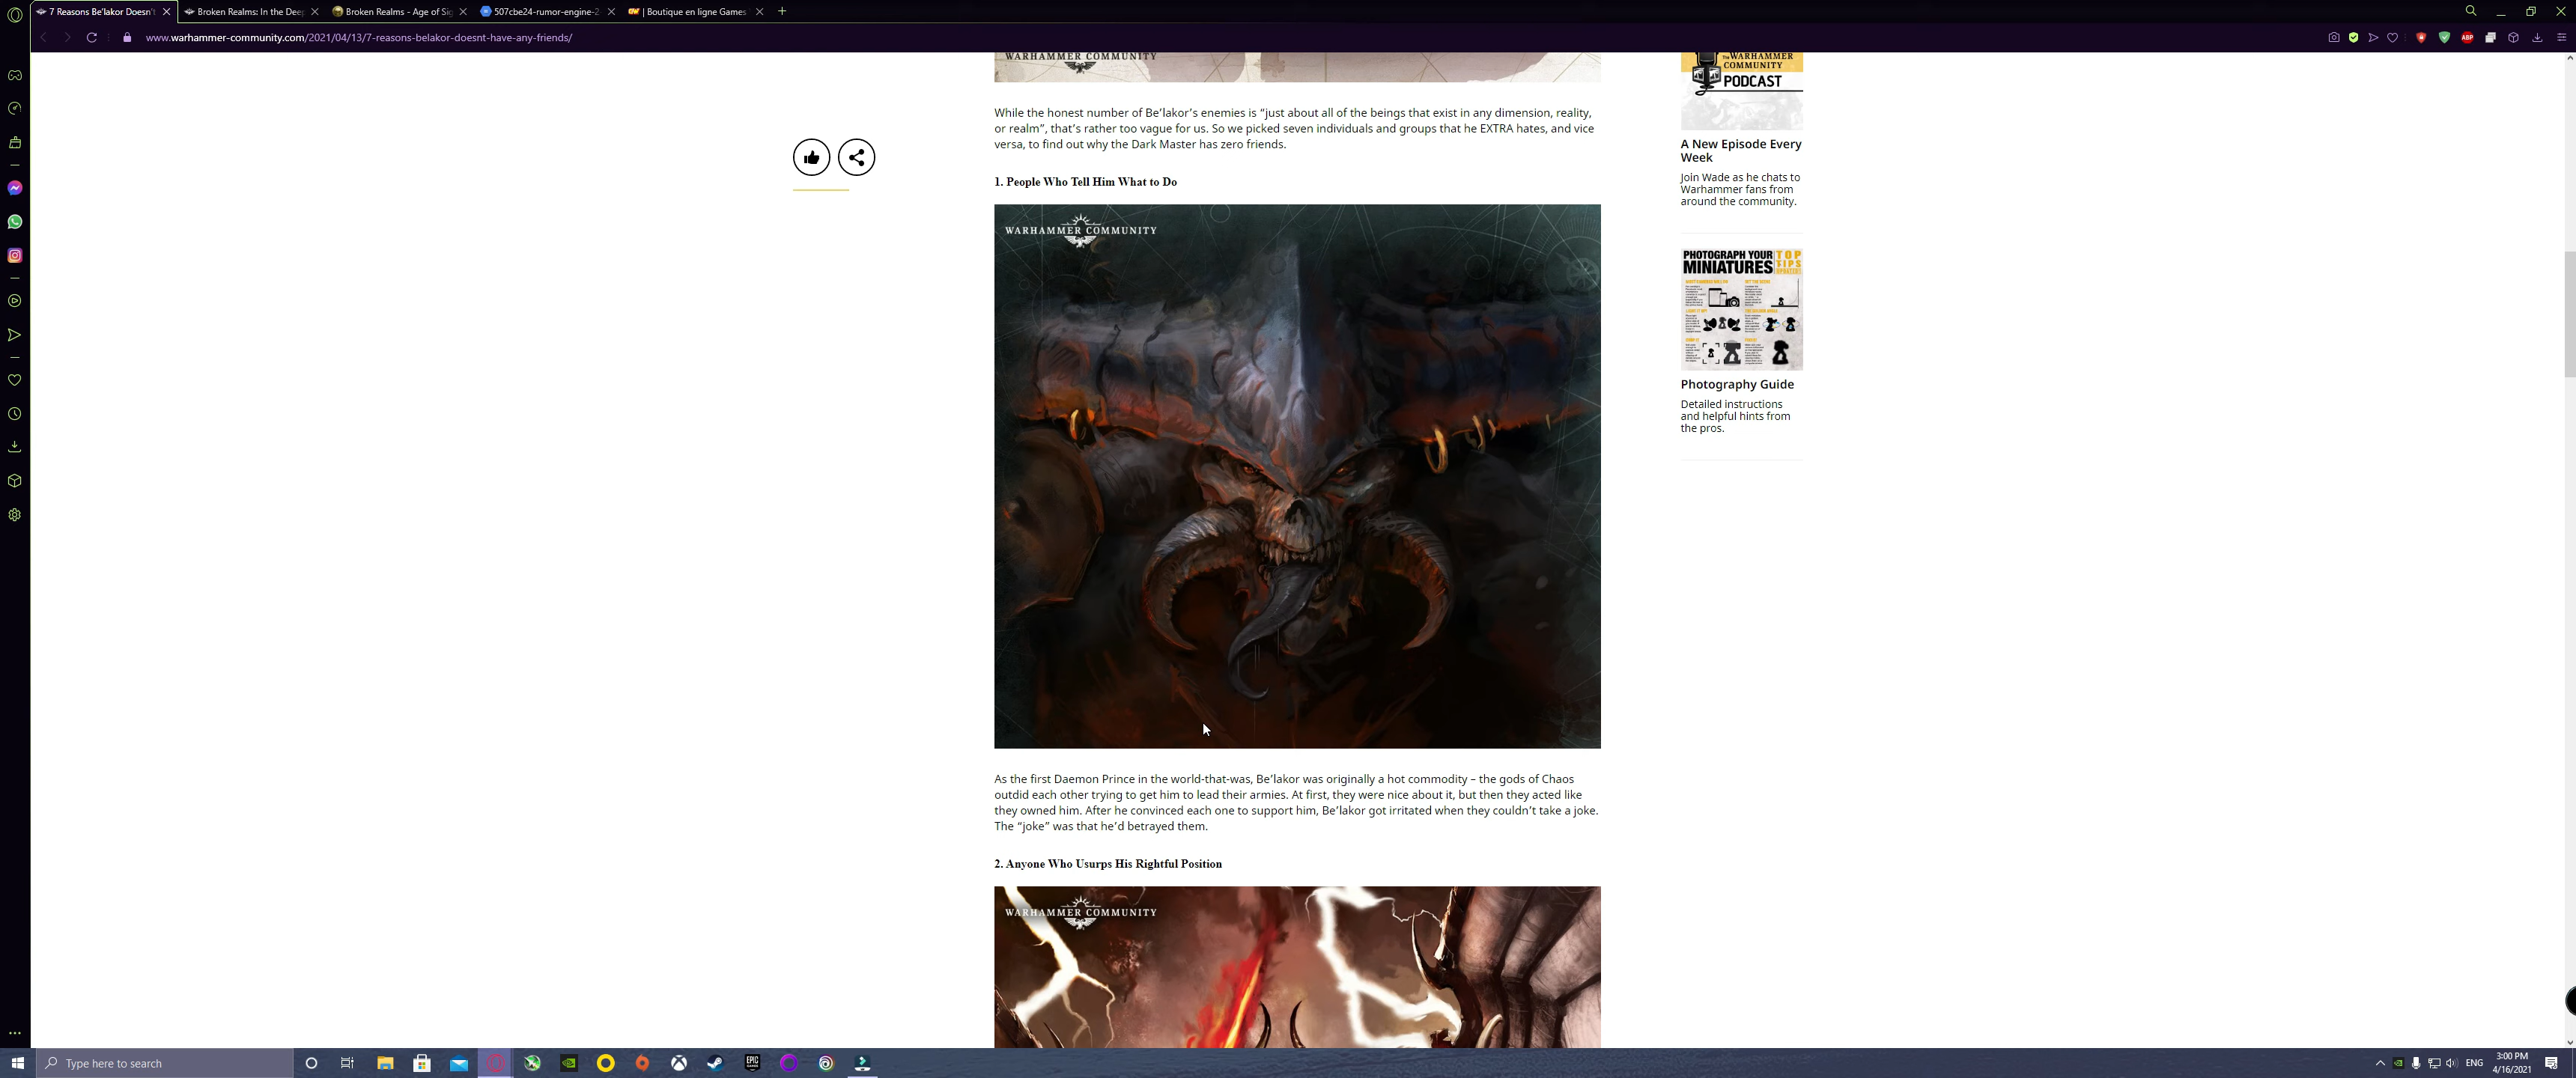 7 Reasons Be'lakor Doesn't
Broken Realms: In the Deep
Broken Realms - Age of Sig
507cbe24-rumor-engine-2
| Boutique en ligne Games
www.warhammer-community.com/2021/04/13/7-reasons-belakor-doesnt-have-any-friends/
ABP
WARHAMMER COMMUNITY
While the honest number of Be'lakor's enemies is “just about all of the beings that exist in any dimension, reality,
or realm”, that's rather too vague for us. So we picked seven individuals and groups that he EXTRA hates, and vice
versa, to find out why the Dark Master has zero friends.
1. People Who Tell Him What to Do
WARHAMMER COMMUNITY
As the first Daemon Prince in the world-that-was, Be'lakor was originally a hot commodity – the gods of Chaos
outdid each other trying to get him to lead their armies. At first, they were nice about it, but then they acted like
they owned him. After he convinced each one to support him, Be'lakor got irritated when they couldn't take a joke.
The “joke” was that he'd betrayed them.
2. Anyone Who Usurps His Rightful Position
WARHAMMER COMMUNITY
The WARHAMMER
COMMUNITY
PODCAST
A New Episode Every
Week
Join Wade as he chats to
Warhammer fans from
around the community.
PHOTOGRAPH YOUR
MINIATURES
TOP
TIPS
Photography Guide
Detailed instructions
and helpful hints from
the pros.
Type here to search
EPIC
GAMES
ENG
3:00 PM
4/16/2021